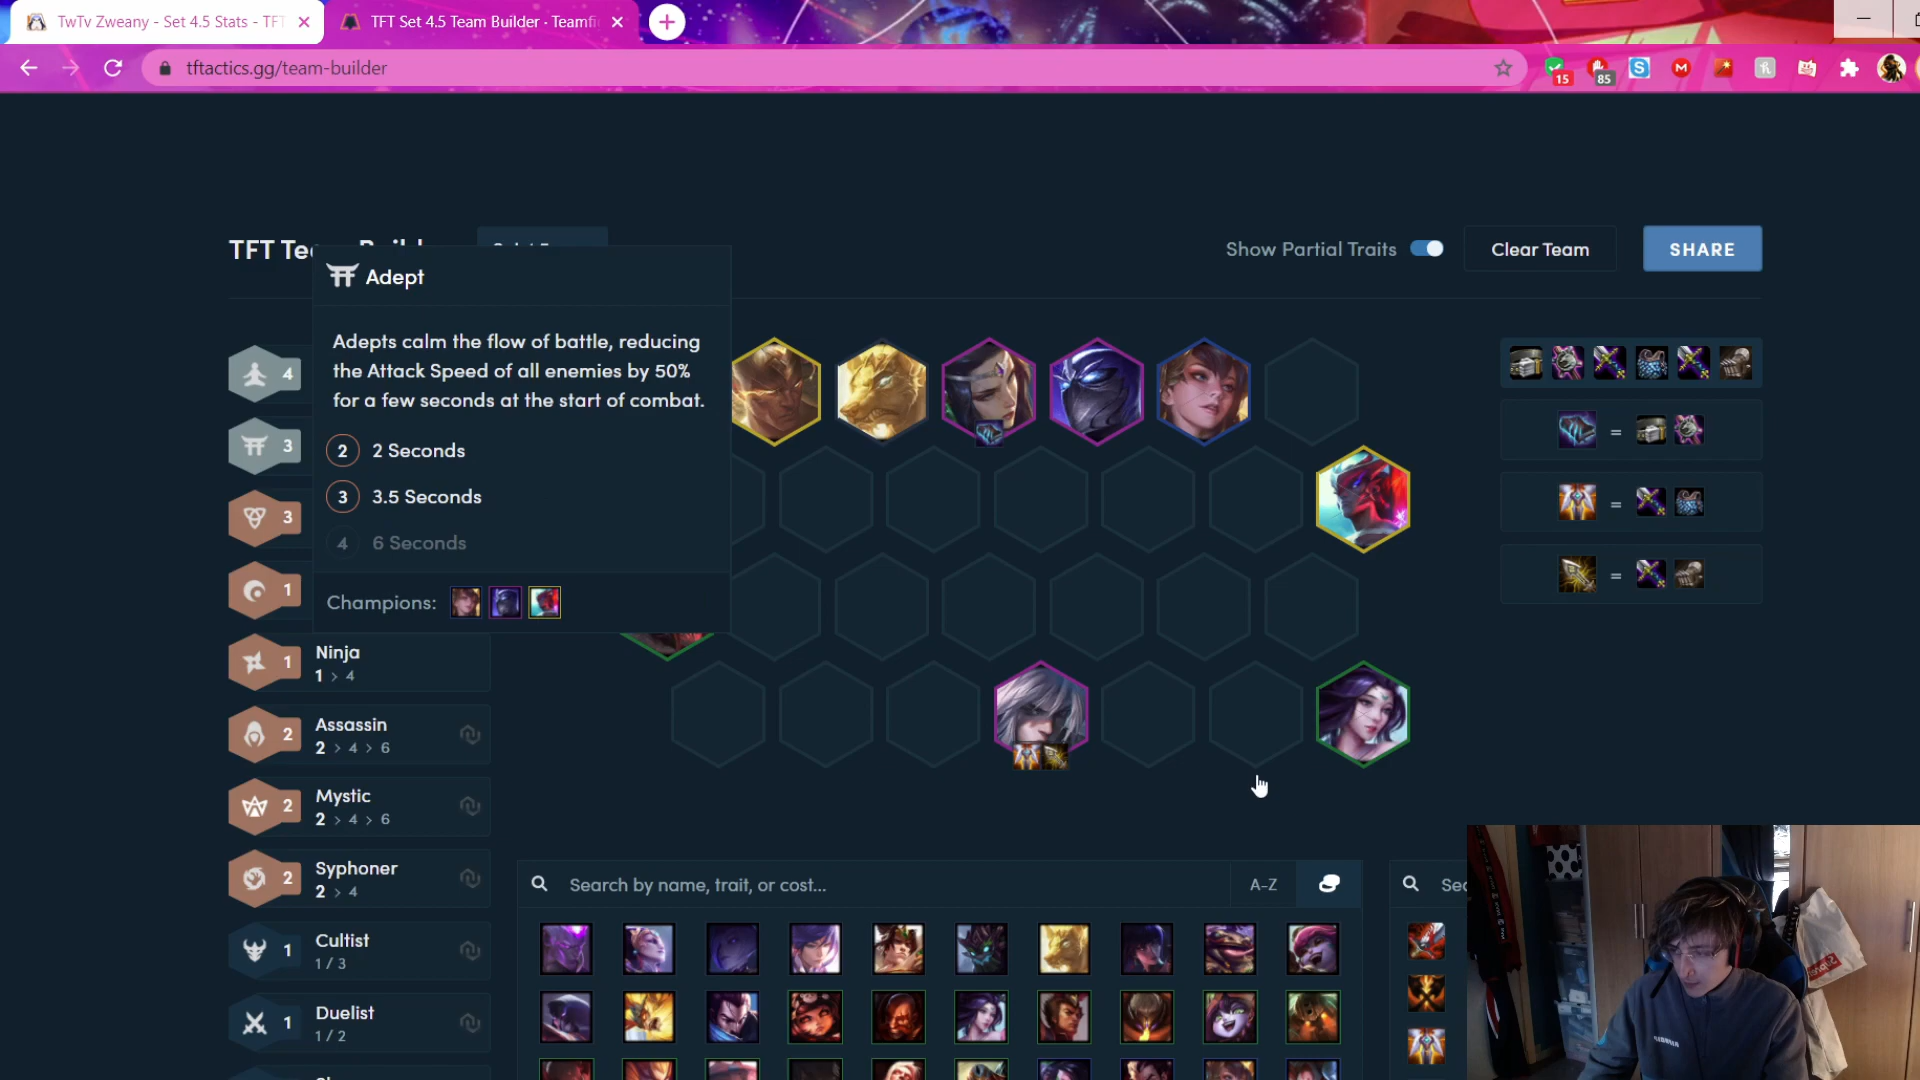 TwTv Zweany - Set 4.5 Stats - TFT
TFT Set 4.5 Team Builder - Teamfi
tftactics.gg/team-builder
15
85
Show Partial Traits
Clear Team
SHARE
Adept
Adepts calm the flow of battle, reducing
the Attack Speed of all enemies by 50%
for a few seconds at the start of combat.
2 2 Seconds
3 3.5 Seconds
4 6 Seconds
Champions:
4
3
3
1
1 Ninja
1 > 4
2 Assassin
2 > 4 > 6
2 Mystic
2 > 4 > 6
2 Syphoner
2 > 4
1 Cultist
1 / 3
1 Duelist
1 / 2
=
=
=
Search by name, trait, or cost...
A-Z